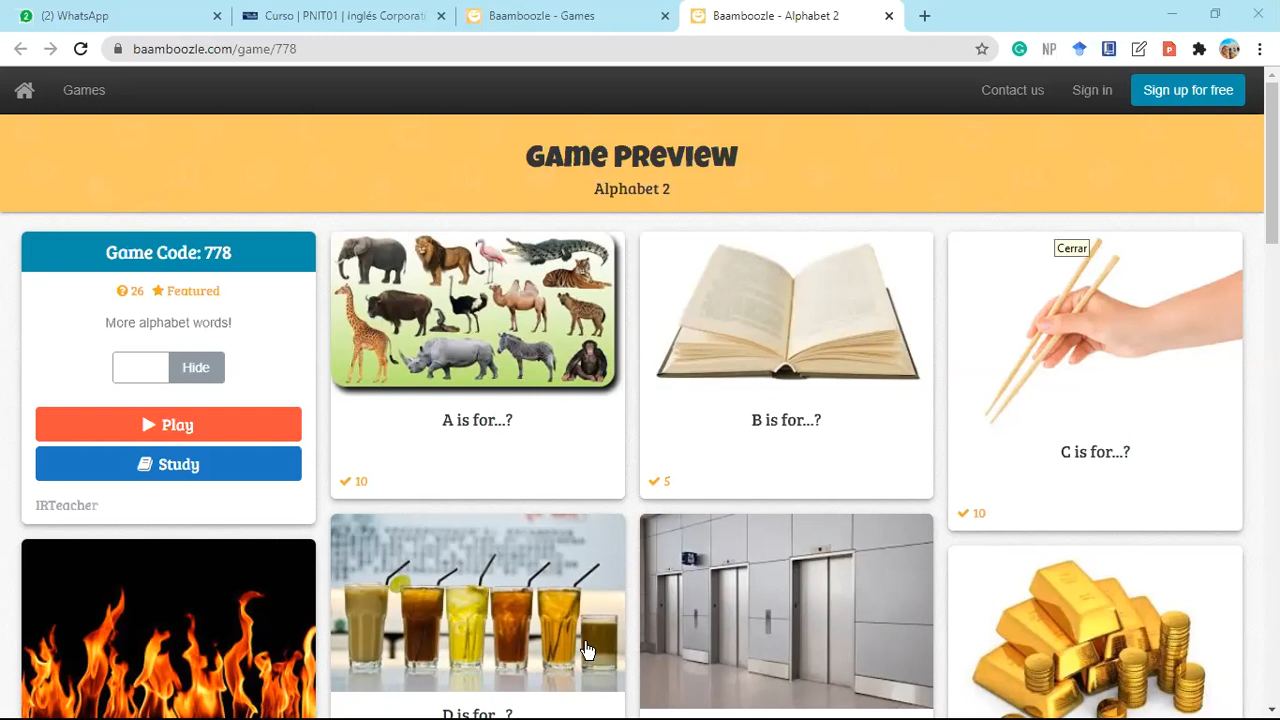 (2) WhatsApp
Curso | PNIT01 | Inglés Corporati
Baamboozle - Games
Baamboozle - Alphabet 2
baamboozle.com/game/778
NP
Games
Contact us
Sign in
Sign up for free
Game Preview
Alphabet 2
Game Code: 778
26 Featured
More alphabet words!
Hide
Play
Study
IRTeacher
A is for...?
10
B is for...?
5
Cerrar
C is for...?
10
D is for...?